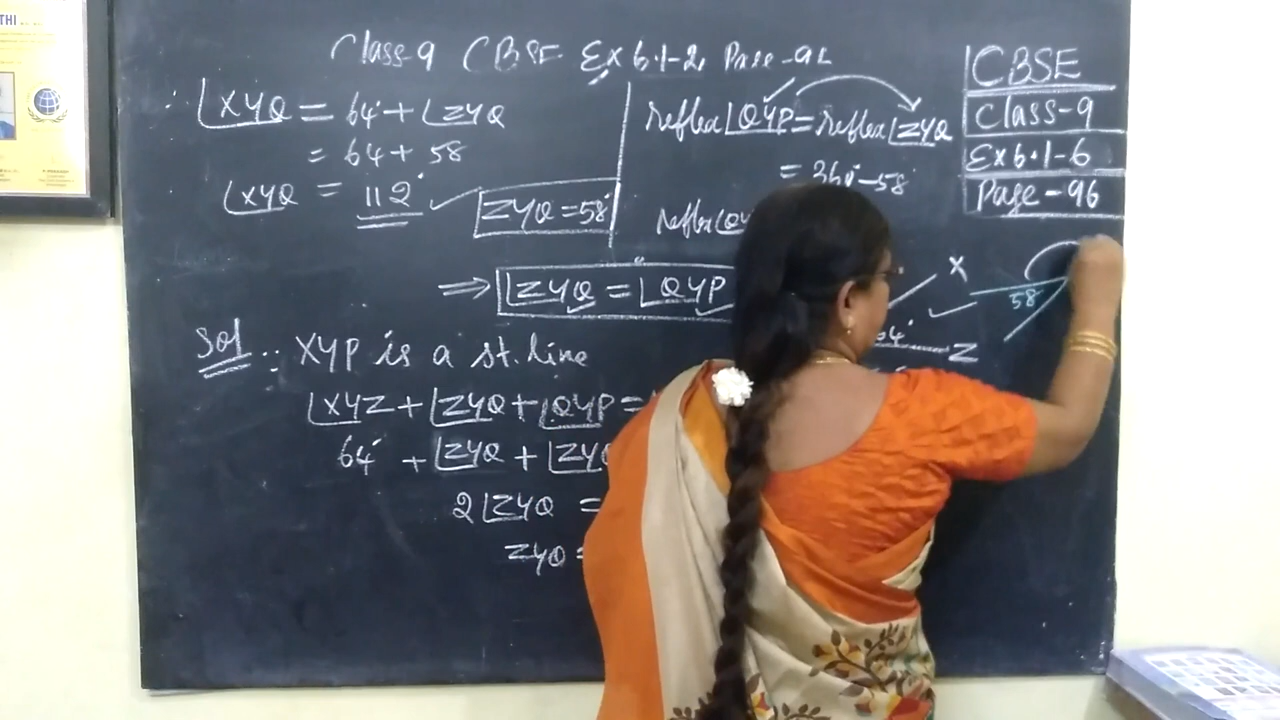 Class-9 CBSE Ex 6.1-2, Page-96
∴ ∠XYQ = 64° + ∠ZYQ
= 64 + 58
∠XYQ = 112°
∠ZYQ = 58°
reflex ∠QYP = reflex ∠ZYQ
= 360° - 58°
reflex ∠QY
⇒ ∠ZYQ = ∠QYP
Sol :: XYP is a st. line
∠XYZ + ∠ZYQ + ∠QYP =
64° + ∠ZYQ + ∠ZYQ
2 ∠ZYQ =
ZYQ =
CBSE
Class-9
Ex 6.1-6
Page-96
X
Z
58
THI